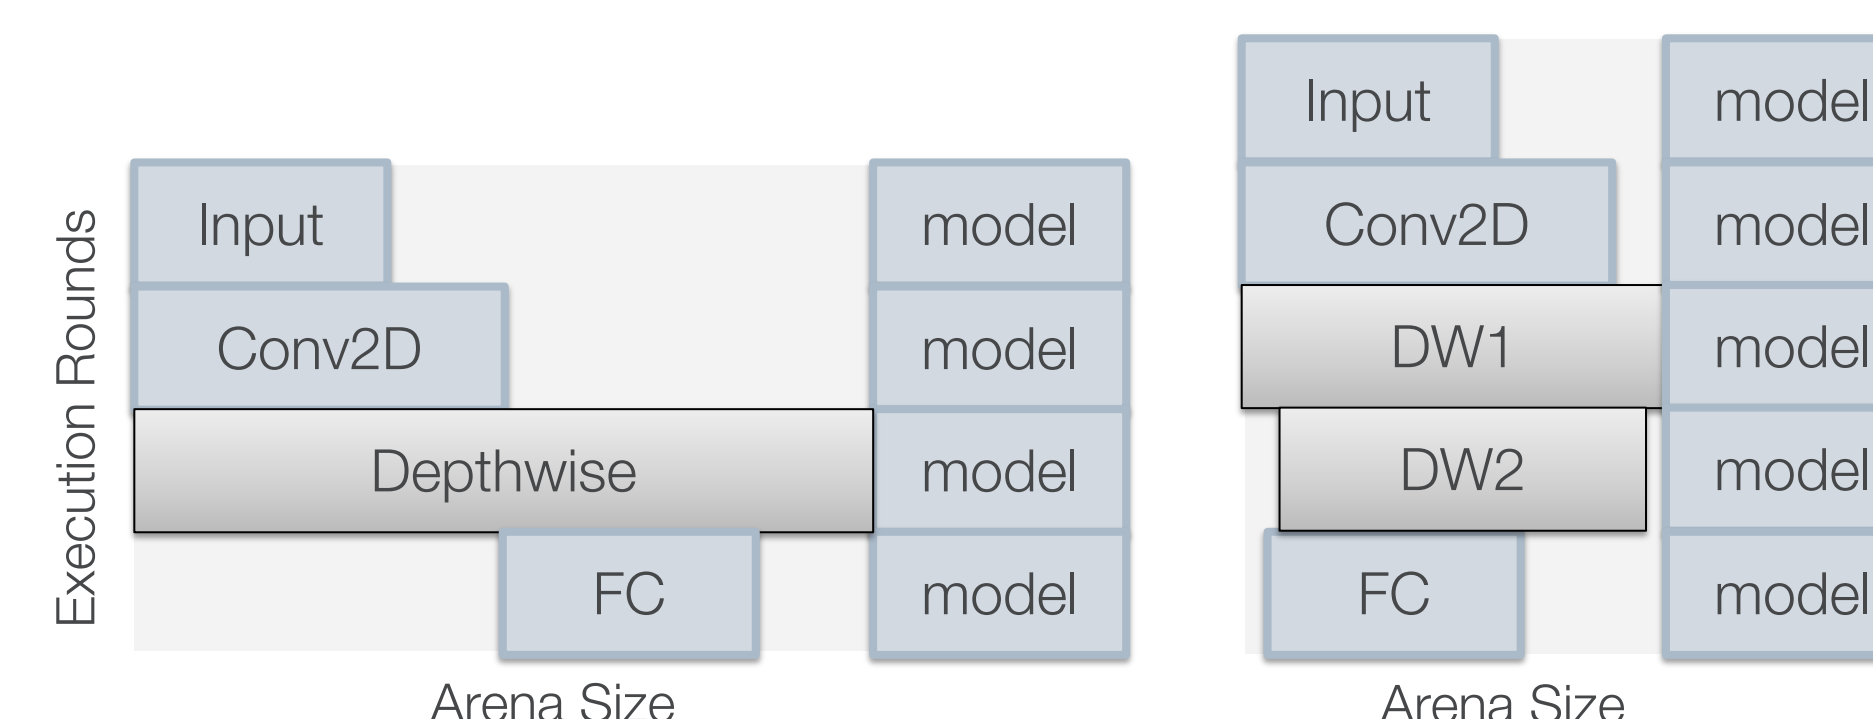 Execution Rounds
Input
model
Conv2D
model
Depthwise
model
FC
model
Arena Size
Input
model
Conv2D
model
DW1
model
DW2
model
FC
model
Arena Size